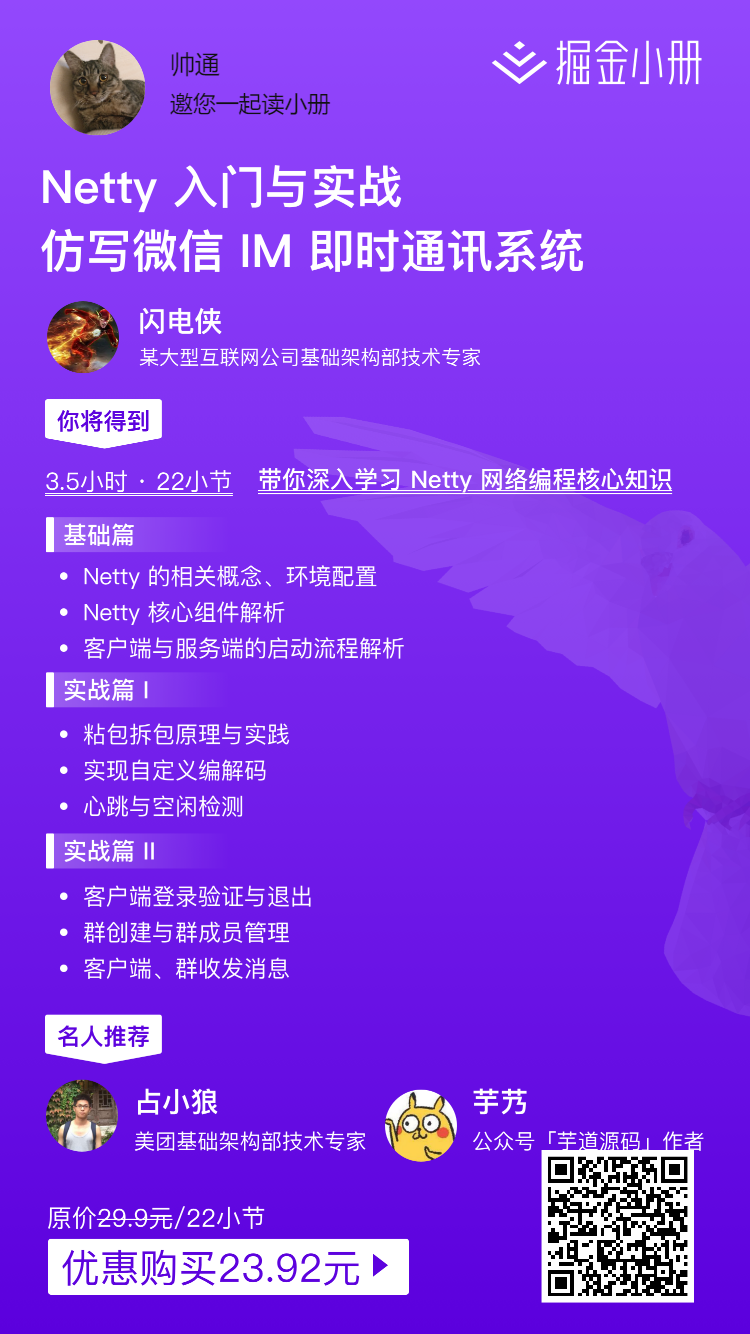 帅通
邀您一起读小册
掘金小册
Netty 入门与实战
仿写微信 IM 即时通讯系统
闪电侠
某大型互联网公司基础架构部技术专家
你将得到
3.5小时 · 22小节 带你深入学习 Netty 网络编程核心知识
基础篇
• Netty 的相关概念、环境配置
• Netty 核心组件解析
• 客户端与服务端的启动流程解析
实战篇 I
• 粘包拆包原理与实践
• 实现自定义编解码
• 心跳与空闲检测
实战篇 II
• 客户端登录验证与退出
• 群创建与群成员管理
• 客户端、群收发消息
名人推荐
占小狼
美团基础架构部技术专家
芋艿
公众号「芋道源码」作者
原价29.9元/22小节
优惠购买23.92元